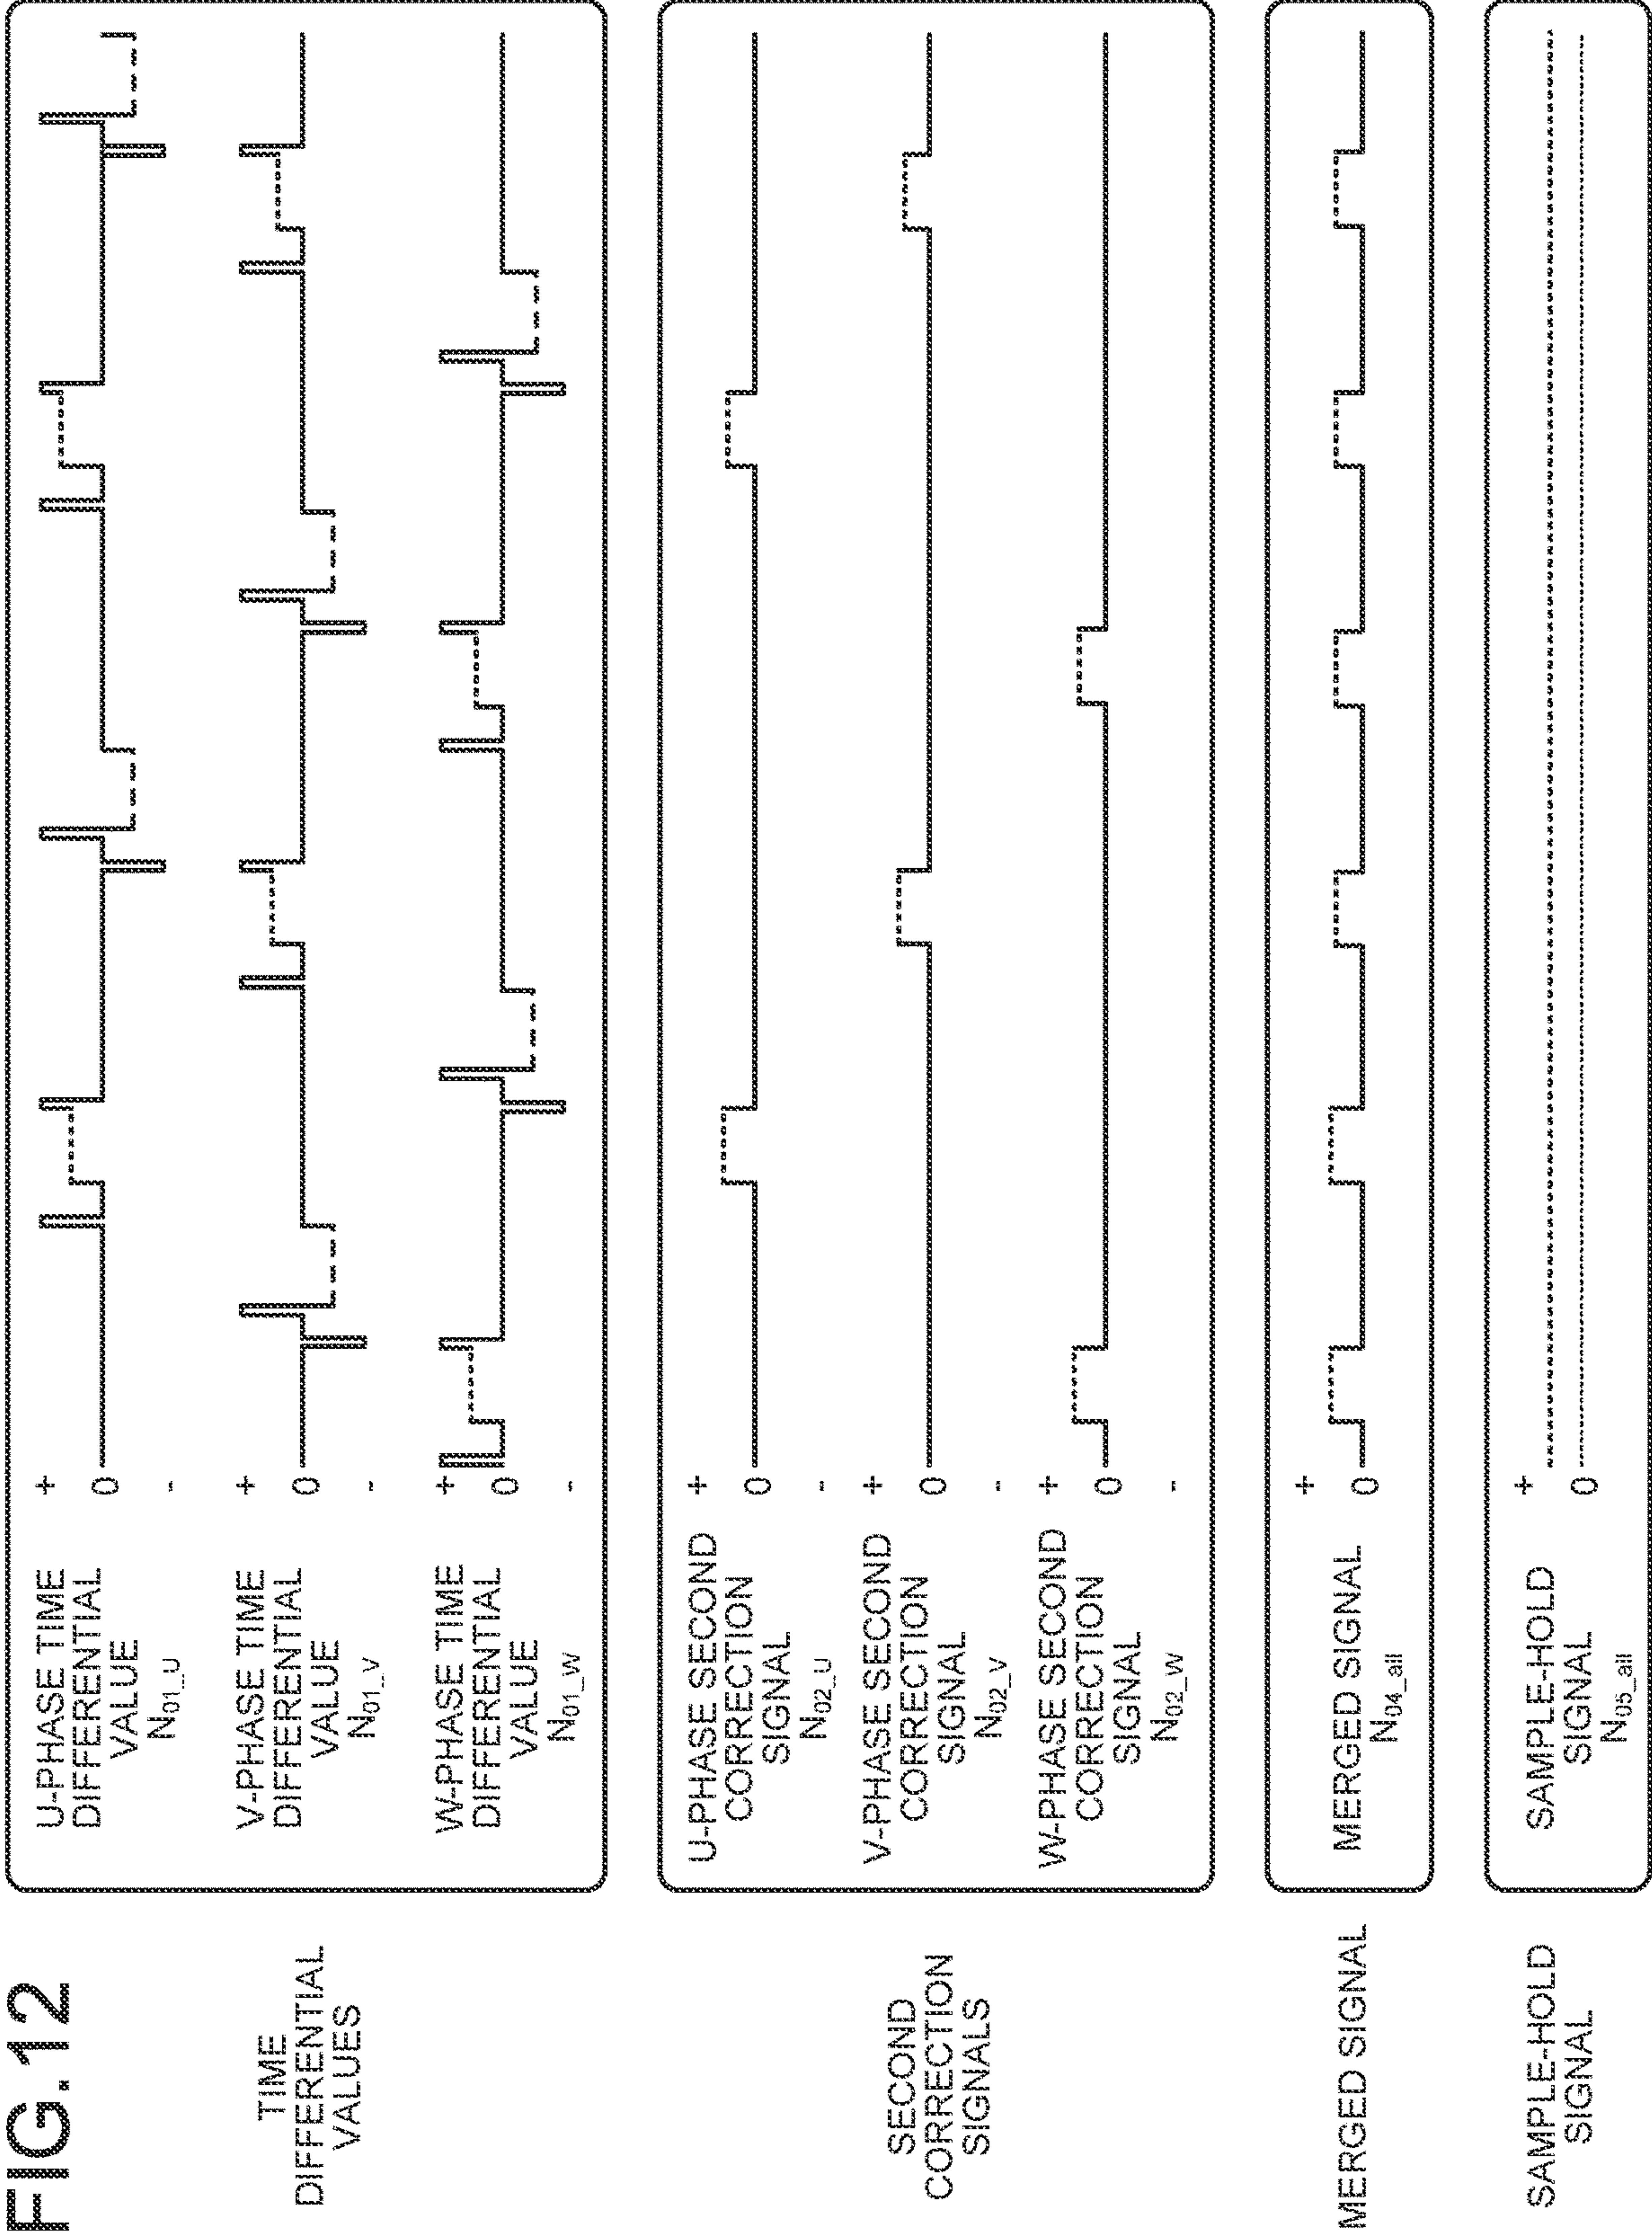 FIG.12
TIME
DIFFERENTIAL
VALUES
U-PHASE TIME
DIFFERENTIAL
VALUE
N01_U
+
0
-
V-PHASE TIME
DIFFERENTIAL
VALUE
N01_V
+
0
-
W-PHASE TIME
DIFFERENTIAL
VALUE
N01_W
+
0
-
SECOND
CORRECTION
SIGNALS
U-PHASE SECOND
CORRECTION
SIGNAL
N02_U
+
0
-
V-PHASE SECOND
CORRECTION
SIGNAL
N02_V
+
0
-
W-PHASE SECOND
CORRECTION
SIGNAL
N02_W
+
0
-
MERGED SIGNAL
MERGED SIGNAL
N04_all
+
0
SAMPLE-HOLD
SIGNAL
SAMPLE-HOLD
SIGNAL
N05_all
+
0